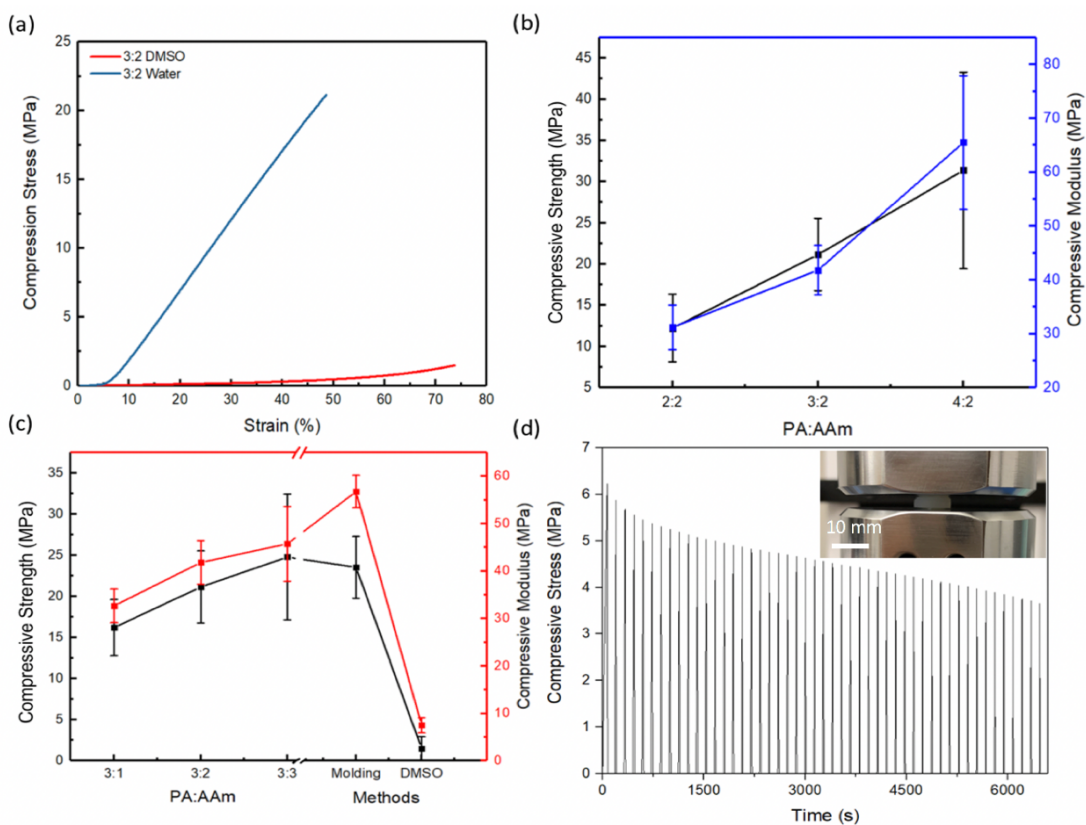 (a)
25
20
15
10
5
0
Compression Stress (MPa)
3:2 DMSO
3:2 Water
0 10 20 30 40 50 60 70 80
Strain (%)
(b)
45
40
35
30
25
20
15
10
5
Compressive Strength (MPa)
80
70
60
50
40
30
20
Compressive Modulus (MPa)
2:2 3:2 4:2
PA:AAm
(c)
35
30
25
20
15
10
5
0
Compressive Strength (MPa)
60
50
40
30
20
10
0
Compressive Modulus (MPa)
3:1 3:2 3:3 Molding DMSO
PA:AAm Methods
(d)
7
6
5
4
3
2
1
0
Compressive Stress (MPa)
10 mm
0 1500 3000 4500 6000
Time (s)